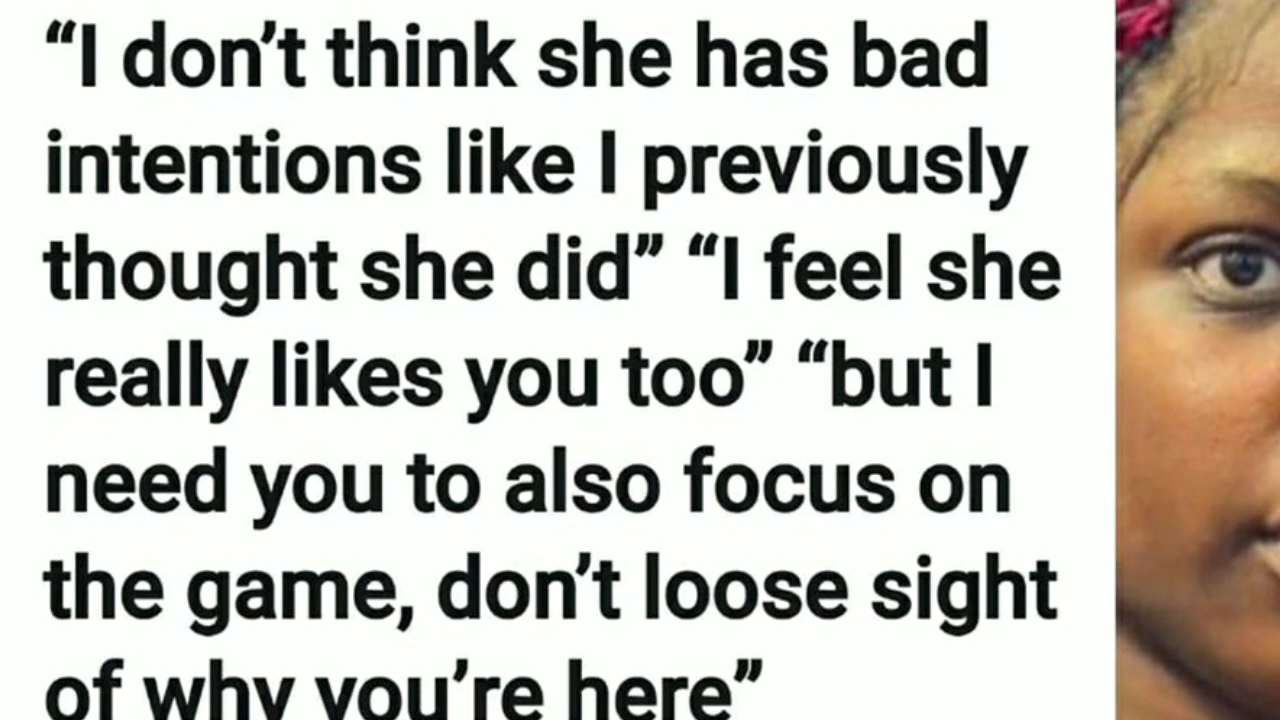 “I don’t think she has bad
intentions like I previously
thought she did” “I feel she
really likes you too” “but I
need you to also focus on
the game, don’t loose sight
of why you’re here”